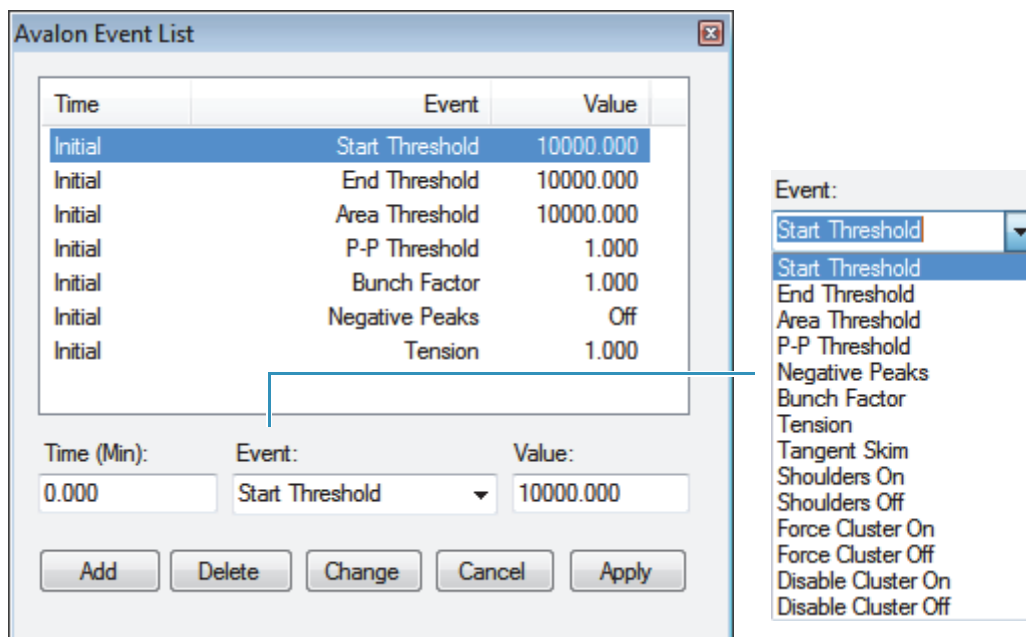 Avalon Event List
Time Event Value
Initial Start Threshold 10000.000
Initial End Threshold 10000.000
Initial Area Threshold 10000.000
Initial P-P Threshold 1.000
Initial Bunch Factor 1.000
Initial Negative Peaks Off
Initial Tension 1.000
Time (Min): Event: Value:
0.000 Start Threshold 10000.000
Add Delete Change Cancel Apply
Event:
Start Threshold
Start Threshold
End Threshold
Area Threshold
P-P Threshold
Negative Peaks
Bunch Factor
Tension
Tangent Skim
Shoulders On
Shoulders Off
Force Cluster On
Force Cluster Off
Disable Cluster On
Disable Cluster Off